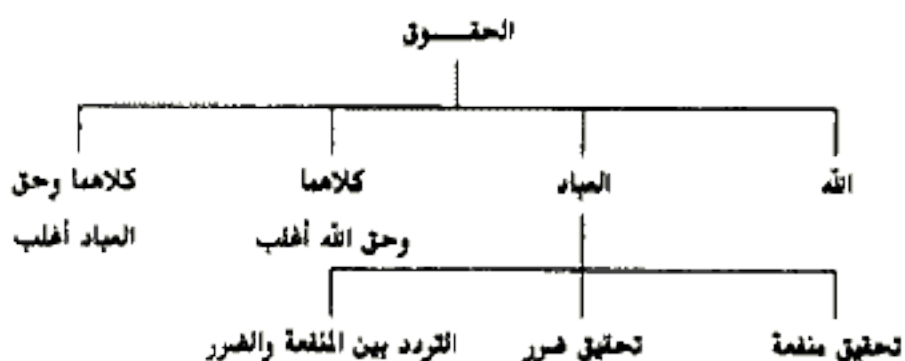 الحقوق
الله
العباد
كلاهما
وحق الله أغلب
كلاهما وحق
العباد أغلب
تحقيق منفعة
تحقيق ضرر
التردد بين المنفعة والضرر